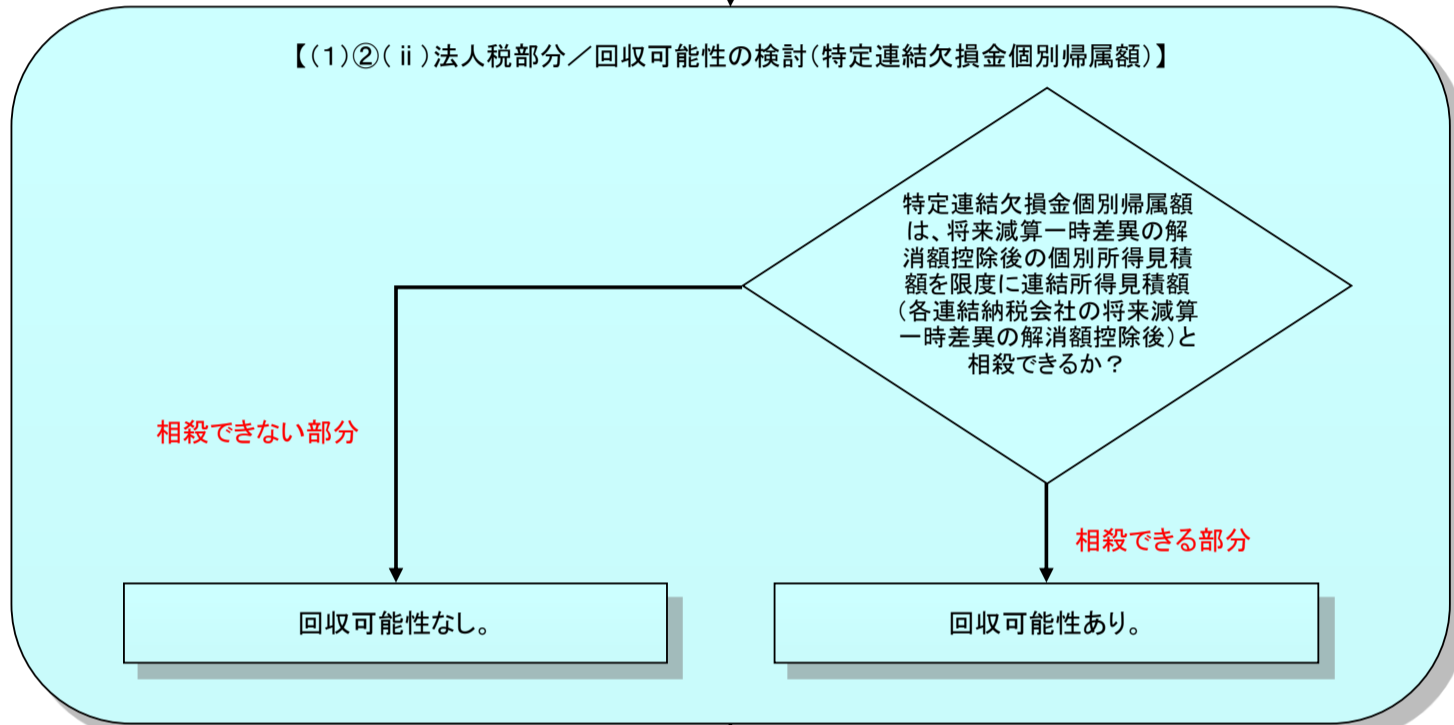 【(1)②(ⅱ)法人税部分／回収可能性の検討(特定連結欠損金個別帰属額)】
特定連結欠損金個別帰属額
は、将来減算一時差異の解
消額控除後の個別所得見積
額を限度に連結所得見積額
(各連結納税会社の将来減算
一時差異の解消額控除後)と
相殺できるか？
相殺できない部分
相殺できる部分
回収可能性なし。
回収可能性あり。